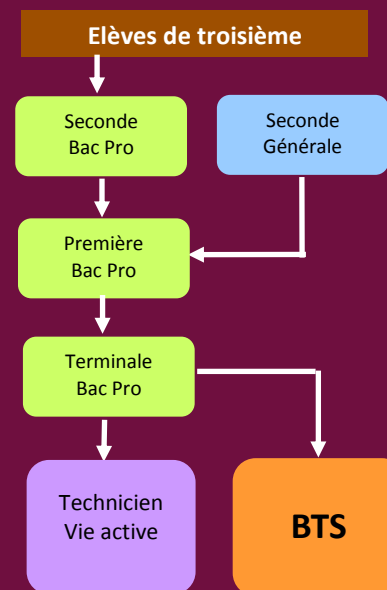 Elèves de troisième
Seconde
Bac Pro
Seconde
Générale
Première
Bac Pro
Terminale
Bac Pro
Technicien
Vie active
BTS